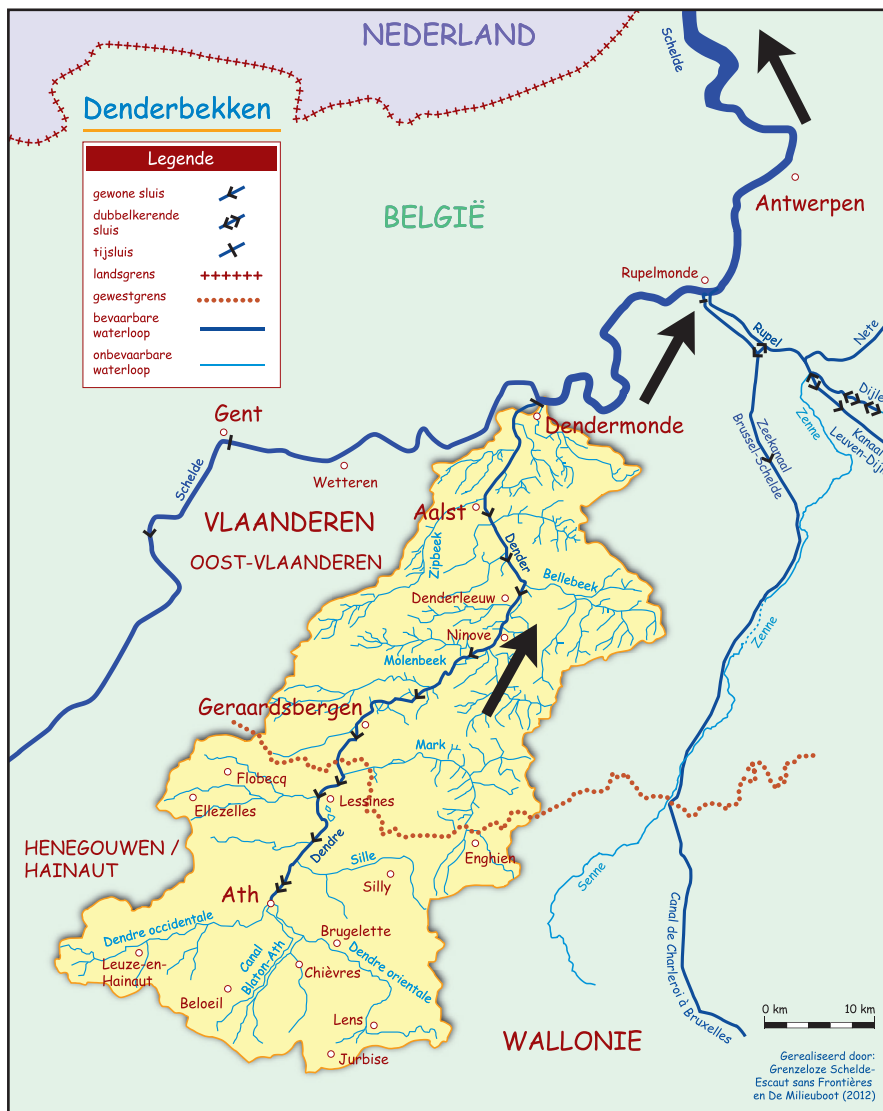 NEDERLAND
Schelde
Denderbekken
Legende
gewone sluis
dubbelkerende
sluis
tijsluis
landsgrens
gewestgrens
bevaarbare
waterloop
onbevaarbare
waterloop
BELGIË
Antwerpen
Rupelmonde
Rupel
Nete
Dijle
Zenne
Kanaal
Leuven-Dijl
Zeekanaal
Brussel-Schelde
Gent
Dendermonde
Wetteren
Schelde
VLAANDEREN
OOST-VLAANDEREN
Aalst
Zipbeek
Dender
Bellebeek
Denderleeuw
Ninove
Molenbeek
Zenne
Geraardsbergen
Mark
Flobecq
Ellezelles
Lessines
Dendre
HENEGOUWEN /
HAINAUT
Enghien
Sille
Silly
Senne
Ath
Dendre occidentale
Brugelette
Canal
Blaton-Ath
Dendre orientale
Leuze-en-
Hainaut
Chièvres
Beloeil
Canal de Charleroi à Bruxelles
Lens
Jurbise
WALLONIE
0 km
10 km
Gerealiseerd door:
Grenzeloze Schelde-
Escaut sans Frontières
en De Milieuboot (2012)